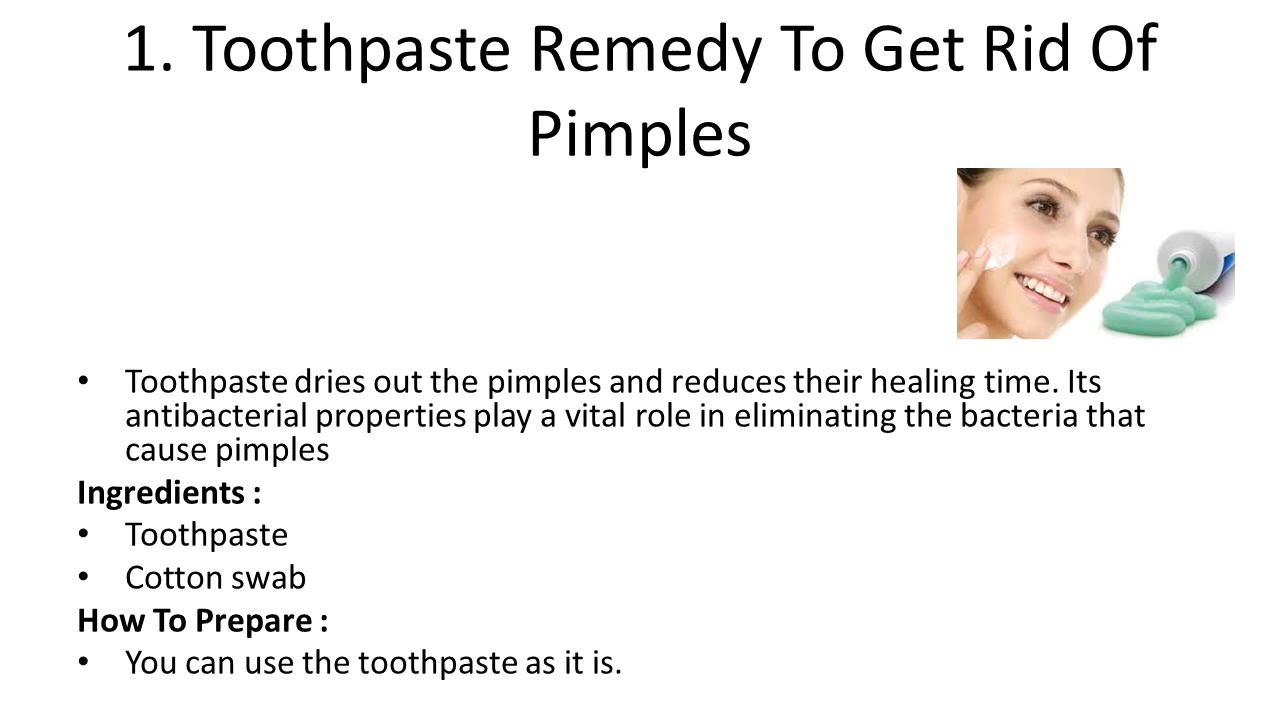 1. Toothpaste Remedy To Get Rid Of
Pimples
• Toothpaste dries out the pimples and reduces their healing time. Its
antibacterial properties play a vital role in eliminating the bacteria that
cause pimples
Ingredients :
• Toothpaste
• Cotton swab
How To Prepare :
• You can use the toothpaste as it is.